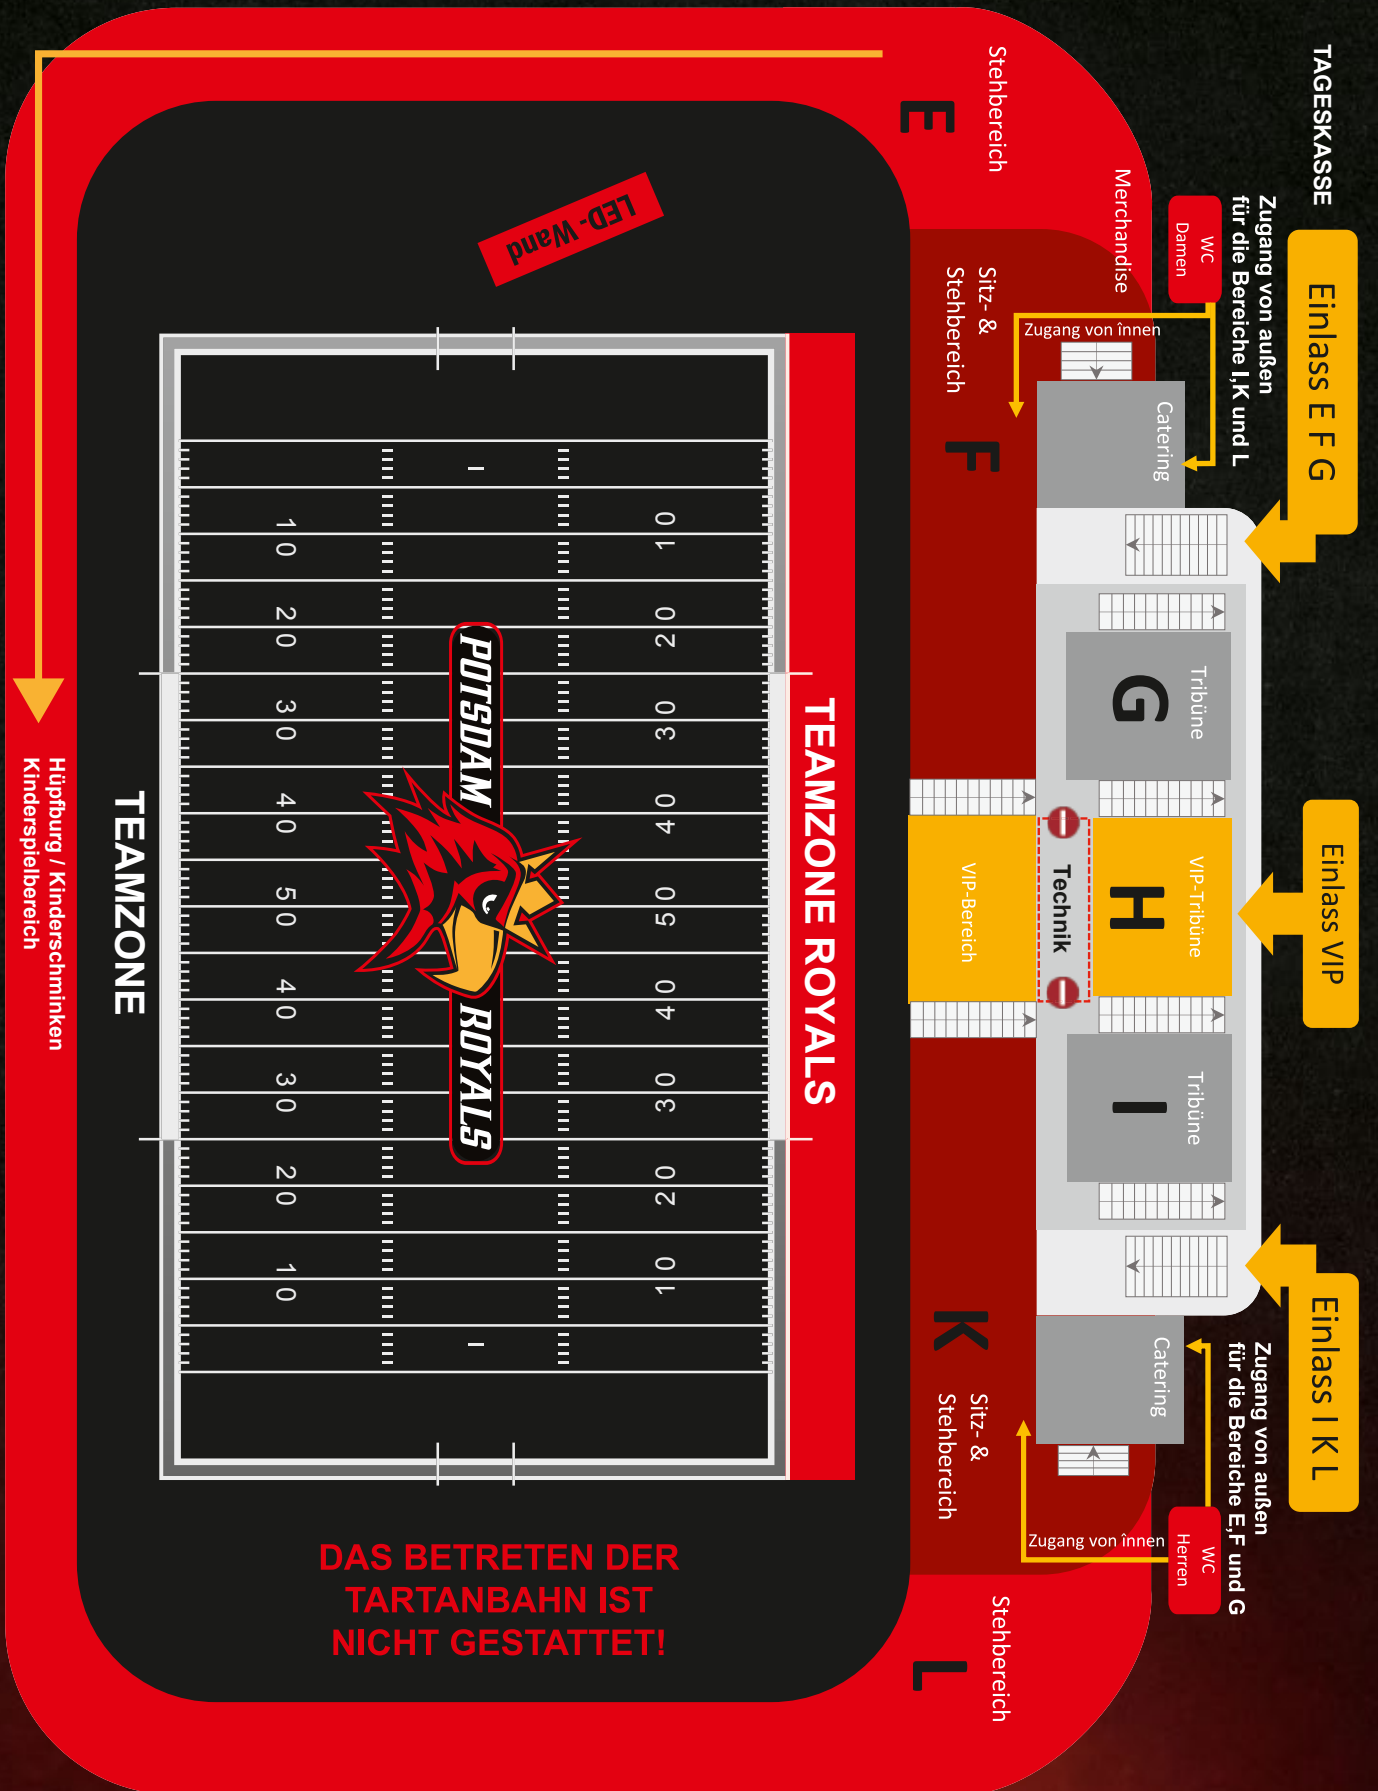 TAGESKASSE
Einlass E F G
Einlass VIP
Einlass I K L
Zugang von außen
für die Bereiche I,K und L
Zugang von außen
für die Bereiche E,F und G
WC
Damen
WC
Herren
Merchandise
Zugang von înnen
Zugang von înnen
Catering
Catering
Tribüne
G
VIP-Tribüne
H
Tribüne
I
Technik
VIP-Bereich
Stehbereich
E
Sitz- &
Stehbereich
F
K
Sitz- &
Stehbereich
Stehbereich
L
TEAMZONE ROYALS
LED-Wand
10 20 30 40 50 40 30 20 10
POTSDAM ROYALS
10 20 30 40 50 40 30 20 10
TEAMZONE
Hüpfburg / Kinderschminken
Kinderspielbereich
DAS BETRETEN DER
TARTANBAHN IST
NICHT GESTATTET!